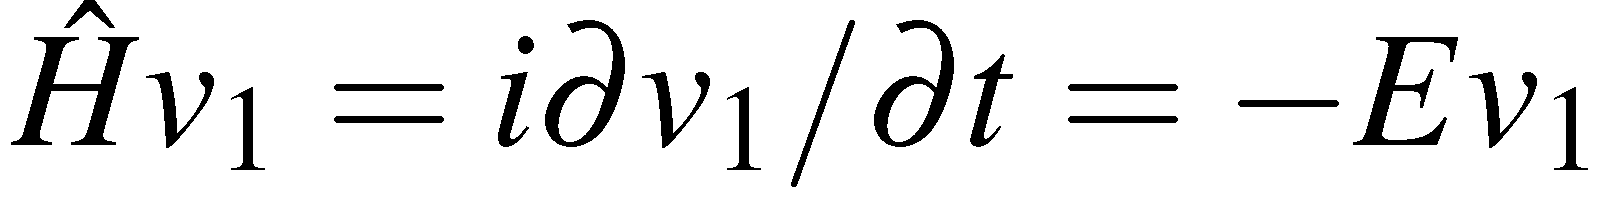 Ĥv₁ = i∂v₁/∂t = −Ev₁